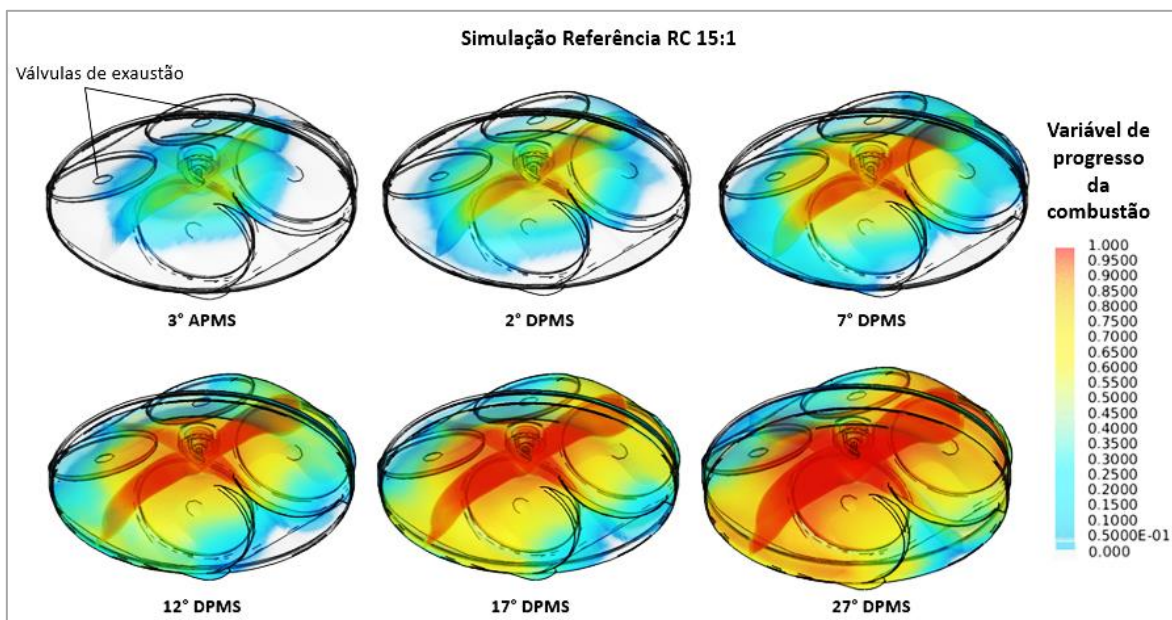 Simulação Referência RC 15:1
Válvulas de exaustão
3° APMS
2° DPMS
7° DPMS
12° DPMS
17° DPMS
27° DPMS
Variável de
progresso
da
combustão
1.000
0.9500
0.9000
0.8500
0.8000
0.7500
0.7000
0.6500
0.6000
0.5500
0.5000
0.4500
0.4000
0.3500
0.3000
0.2500
0.2000
0.1500
0.1000
0.5000E-01
0.000